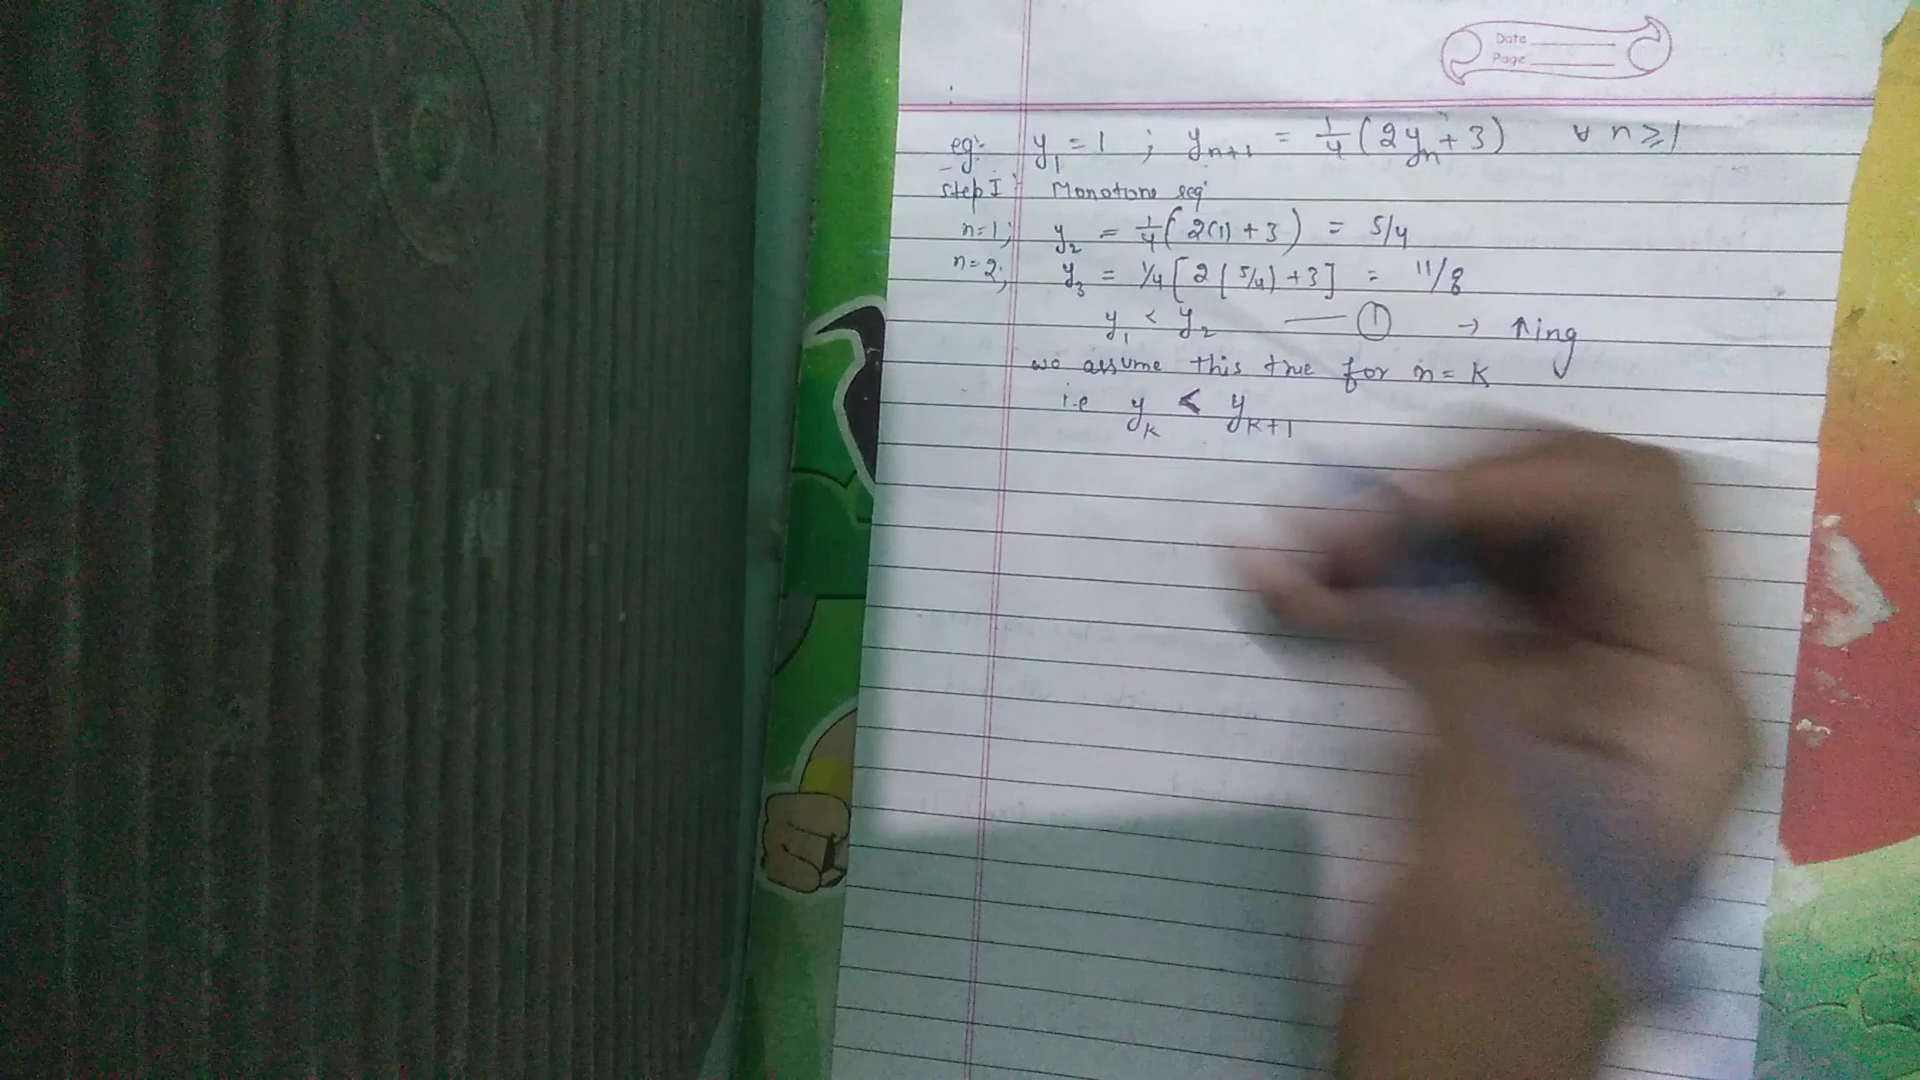 Date
Page
eg:- y₁ = 1 ; yₙ₊₁ = 1/4 (2yₙ + 3) ∀ n ≥ 1
Step I : Monotone seqⁿ
n=1; y₂ = 1/4 ( 2(1) + 3 ) = 5/4
n=2; y₃ = 1/4 [ 2 ( 5/4 ) + 3 ] = 11/8
y₁ < y₂ — ① → ↑ing
we assume this true for n = k
i.e yₖ < yₖ₊₁